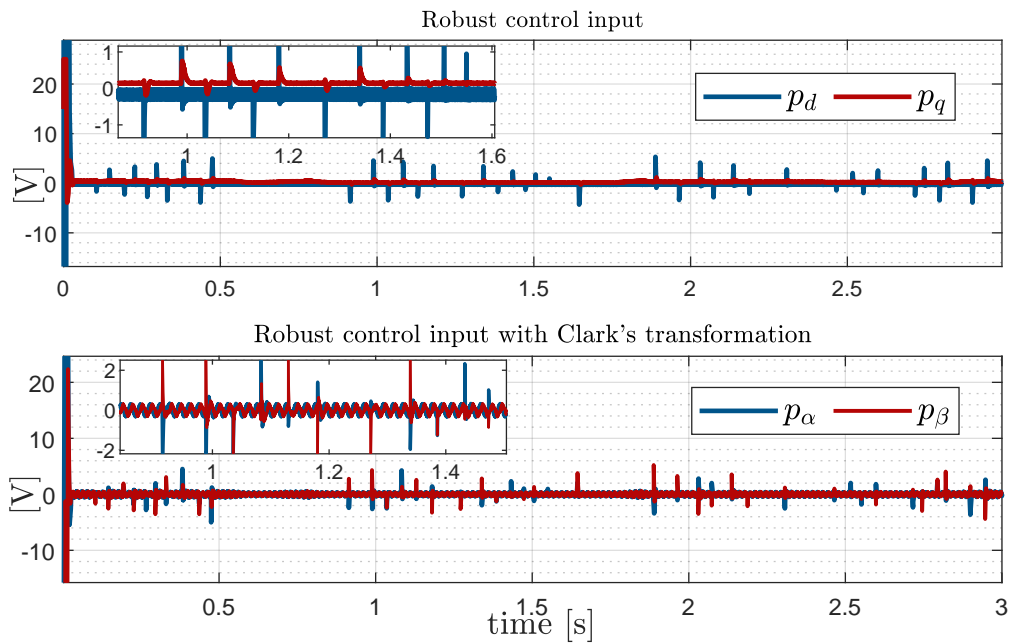 Robust control input
20
10
0
-10
[V]
1
0
-1
1
1.2
1.4
1.6
p_d p_q
0 0.5 1 1.5 2 2.5
Robust control input with Clark's transformation
20
10
0
-10
[V]
2
0
-2
1
1.2
1.4
p_α p_β
0.5 1 1.5 2 2.5 3
time [s]